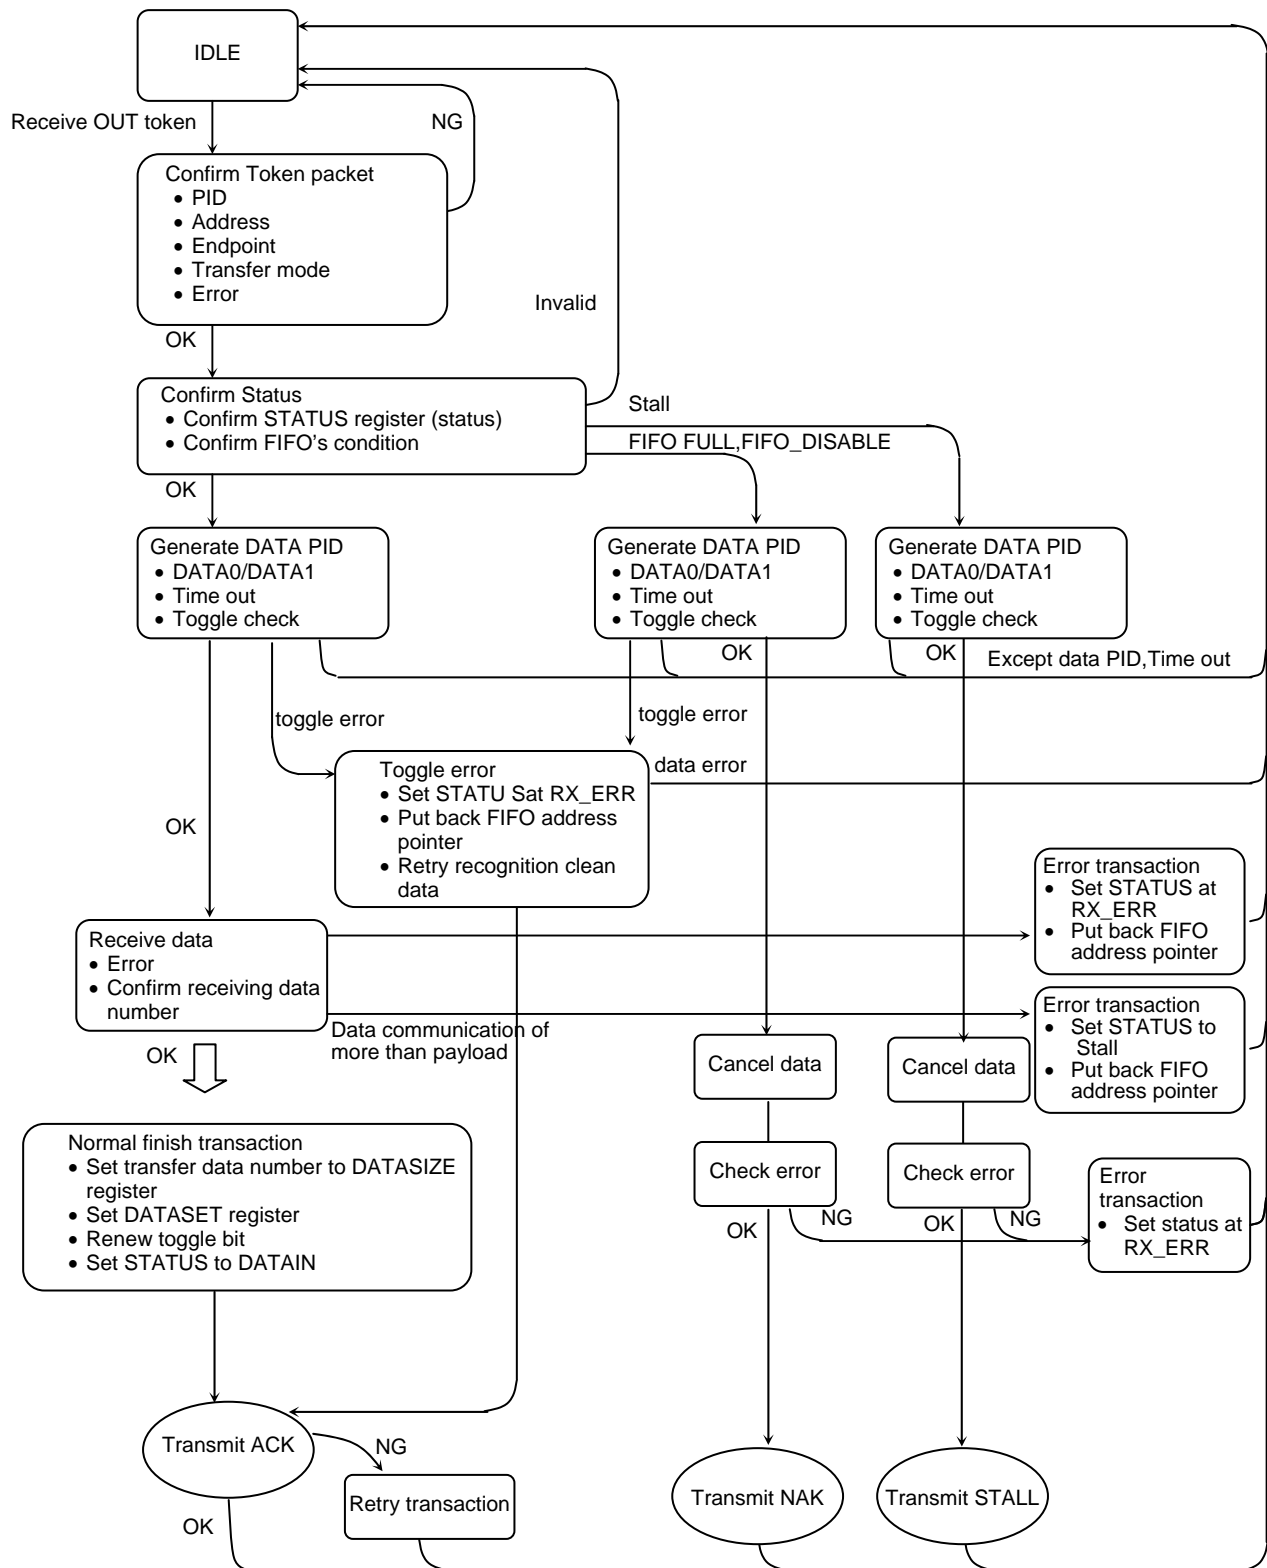 IDLE
Receive OUT token
NG
Confirm Token packet
• PID
• Address
• Endpoint
• Transfer mode
• Error
Invalid
OK
Confirm Status
• Confirm STATUS register (status)
• Confirm FIFO's condition
Stall
FIFO FULL,FIFO_DISABLE
OK
Generate DATA PID
• DATA0/DATA1
• Time out
• Toggle check
Generate DATA PID
• DATA0/DATA1
• Time out
• Toggle check
Generate DATA PID
• DATA0/DATA1
• Time out
• Toggle check
OK
OK
Except data PID,Time out
toggle error
toggle error
Toggle error
• Set STATU Sat RX_ERR
• Put back FIFO address
pointer
• Retry recognition clean
data
data error
OK
Error transaction
• Set STATUS at
RX_ERR
• Put back FIFO
address pointer
Receive data
• Error
• Confirm receiving data
number
Error transaction
• Set STATUS to
Stall
• Put back FIFO
address pointer
Data communication of
more than payload
OK
Cancel data
Cancel data
Normal finish transaction
• Set transfer data number to DATASIZE
register
• Set DATASET register
• Renew toggle bit
• Set STATUS to DATAIN
Check error
Check error
Error
transaction
• Set status at
RX_ERR
OK
NG
OK
NG
Transmit ACK
NG
Retry transaction
OK
Transmit NAK
Transmit STALL